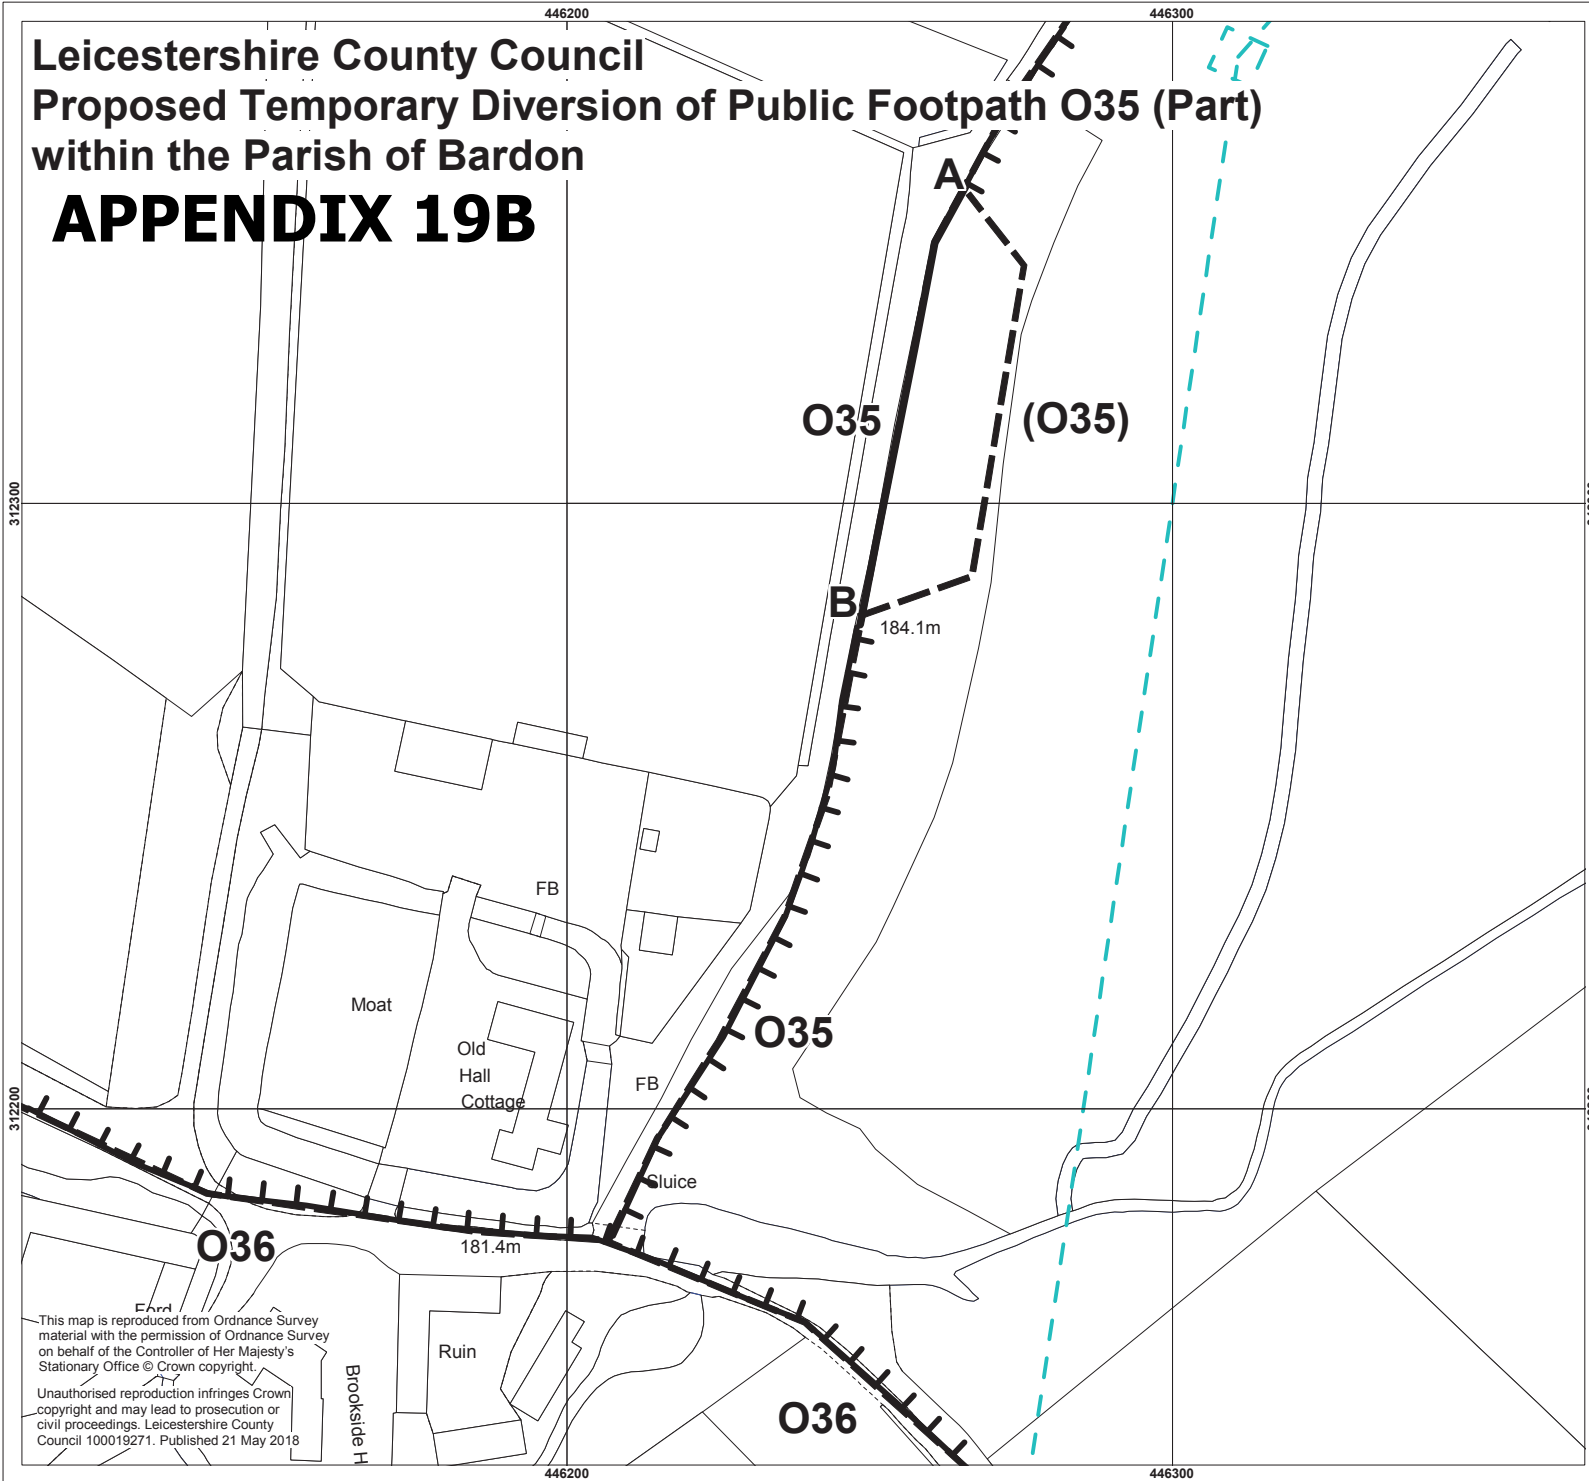 446200
446300
Leicestershire County Council
Proposed Temporary Diversion of Public Footpath O35 (Part)
within the Parish of Bardon
APPENDIX 19B
A
O35
(O35)
312300
B
184.1m
FB
Moat
O35
Old
Hall
Cottage
FB
312200
Sluice
O36
181.4m
Ford
This map is reproduced from Ordnance Survey
material with the permission of Ordnance Survey
on behalf of the Controller of Her Majesty's
Stationary Office © Crown copyright.
Unauthorised reproduction infringes Crown
copyright and may lead to prosecution or
civil proceedings. Leicestershire County
Council 100019271. Published 21 May 2018
Brookside H
Ruin
O36
446200
446300